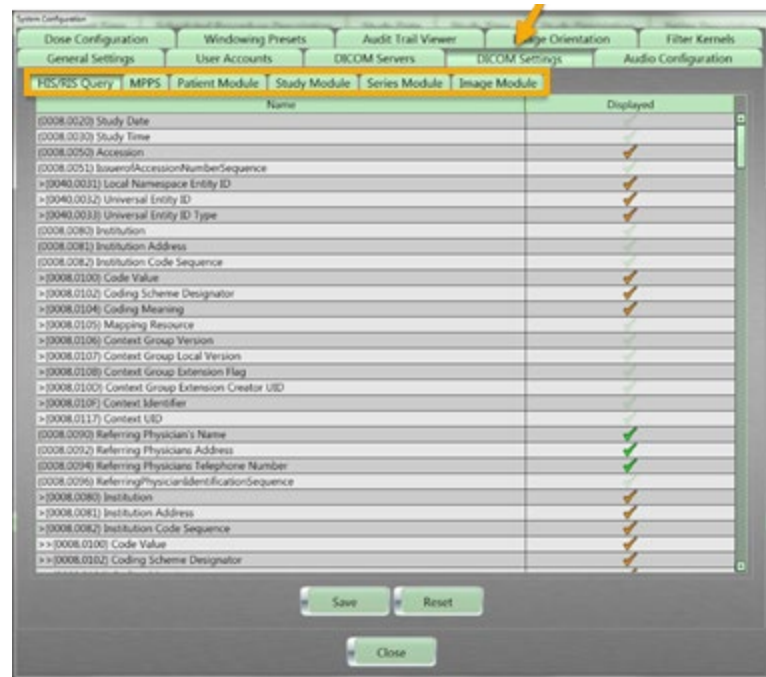 System Configuration
Dose Configuration Windowing Presets Audit Trail Viewer Orientation Filter Kernels
General Settings User Accounts DICOM Servers DICOM Settings Audio Configuration
HIS/RIS Query MPPS Patient Module Study Module Series Module Image Module
Name Displayed
(0008,0020) Study Date
(0008,0030) Study Time
(0008,0050) Accession
(0008,0051) IssuerofAccessionNumberSequence
>(0040,0031) Local Namespace Entity ID
>(0040,0032) Universal Entity ID
>(0040,0033) Universal Entity ID Type
(0008,0080) Institution
(0008,0081) Institution Address
(0008,0082) Institution Code Sequence
>(0008,0100) Code Value
>(0008,0102) Coding Scheme Designator
>(0008,0104) Coding Meaning
>(0008,0105) Mapping Resource
>(0008,0106) Context Group Version
>(0008,0107) Context Group Local Version
>(0008,010B) Context Group Extension Flag
>(0008,010D) Context Group Extension Creator UID
>(0008,010F) Context Identifier
>(0008,0117) Context UID
(0008,0090) Referring Physician's Name
(0008,0092) Referring Physicians Address
(0008,0094) Referring Physicians Telephone Number
(0008,0096) ReferringPhysicianIdentificationSequence
>(0008,0080) Institution
>(0008,0081) Institution Address
>(0008,0082) Institution Code Sequence
>>(0008,0100) Code Value
>>(0008,0102) Coding Scheme Designator
Save Reset
Close